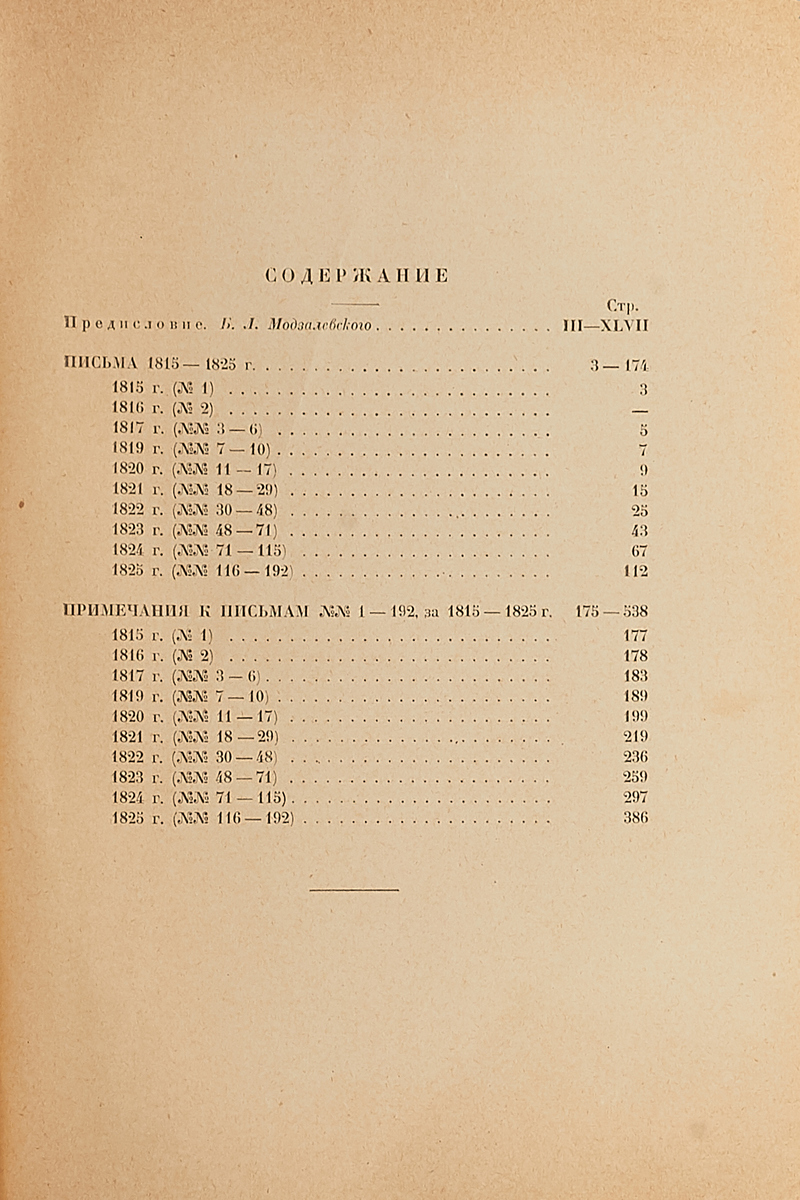 СОДЕРЖАНИЕ
Стр.
Предисловие. Б. Л. Модзалевского . . . . . . . . . . . . . . . III—XLVII
ПИСЬМА 1815 — 1825 г. . . . . . . . . . . . . . . . . . . . . . . . . 3 — 174
1815 г. (№ 1) . . . . . . . . . . . . . . . . . . . . . . . . . . 3
1816 г. (№ 2) . . . . . . . . . . . . . . . . . . . . . . . . . . —
1817 г. (№№ 3 — 6) . . . . . . . . . . . . . . . . . . . . . . 5
1819 г. (№№ 7 — 10) . . . . . . . . . . . . . . . . . . . . . . 7
1820 г. (№№ 11 — 17) . . . . . . . . . . . . . . . . . . . . . 9
1821 г. (№№ 18 — 29) . . . . . . . . . . . . . . . . . . . . . 15
1822 г. (№№ 30 — 48) . . . . . . . . . . . . . . . . . . . . . 25
1823 г. (№№ 48 — 71) . . . . . . . . . . . . . . . . . . . . . 43
1824 г. (№№ 71 — 115) . . . . . . . . . . . . . . . . . . . . 67
1825 г. (№№ 116 — 192) . . . . . . . . . . . . . . . . . . . . 112
ПРИМЕЧАНИЯ К ПИСЬМАМ №№ 1 — 192, за 1815 — 1825 г. 175 — 538
1815 г. (№ 1) . . . . . . . . . . . . . . . . . . . . . . . . . . 177
1816 г. (№ 2) . . . . . . . . . . . . . . . . . . . . . . . . . . 178
1817 г. (№№ 3 — 6) . . . . . . . . . . . . . . . . . . . . . . . 183
1819 г. (№№ 7 — 10) . . . . . . . . . . . . . . . . . . . . . . 189
1820 г. (№№ 11 — 17) . . . . . . . . . . . . . . . . . . . . . 199
1821 г. (№№ 18 — 29) . . . . . . . . . . . . . . . . . . . . . 219
1822 г. (№№ 30 — 48) . . . . . . . . . . . . . . . . . . . . . 236
1823 г. (№№ 48 — 71) . . . . . . . . . . . . . . . . . . . . . 259
1824 г. (№№ 71 — 115) . . . . . . . . . . . . . . . . . . . . . 297
1825 г. (№№ 116 — 192) . . . . . . . . . . . . . . . . . . . . 386